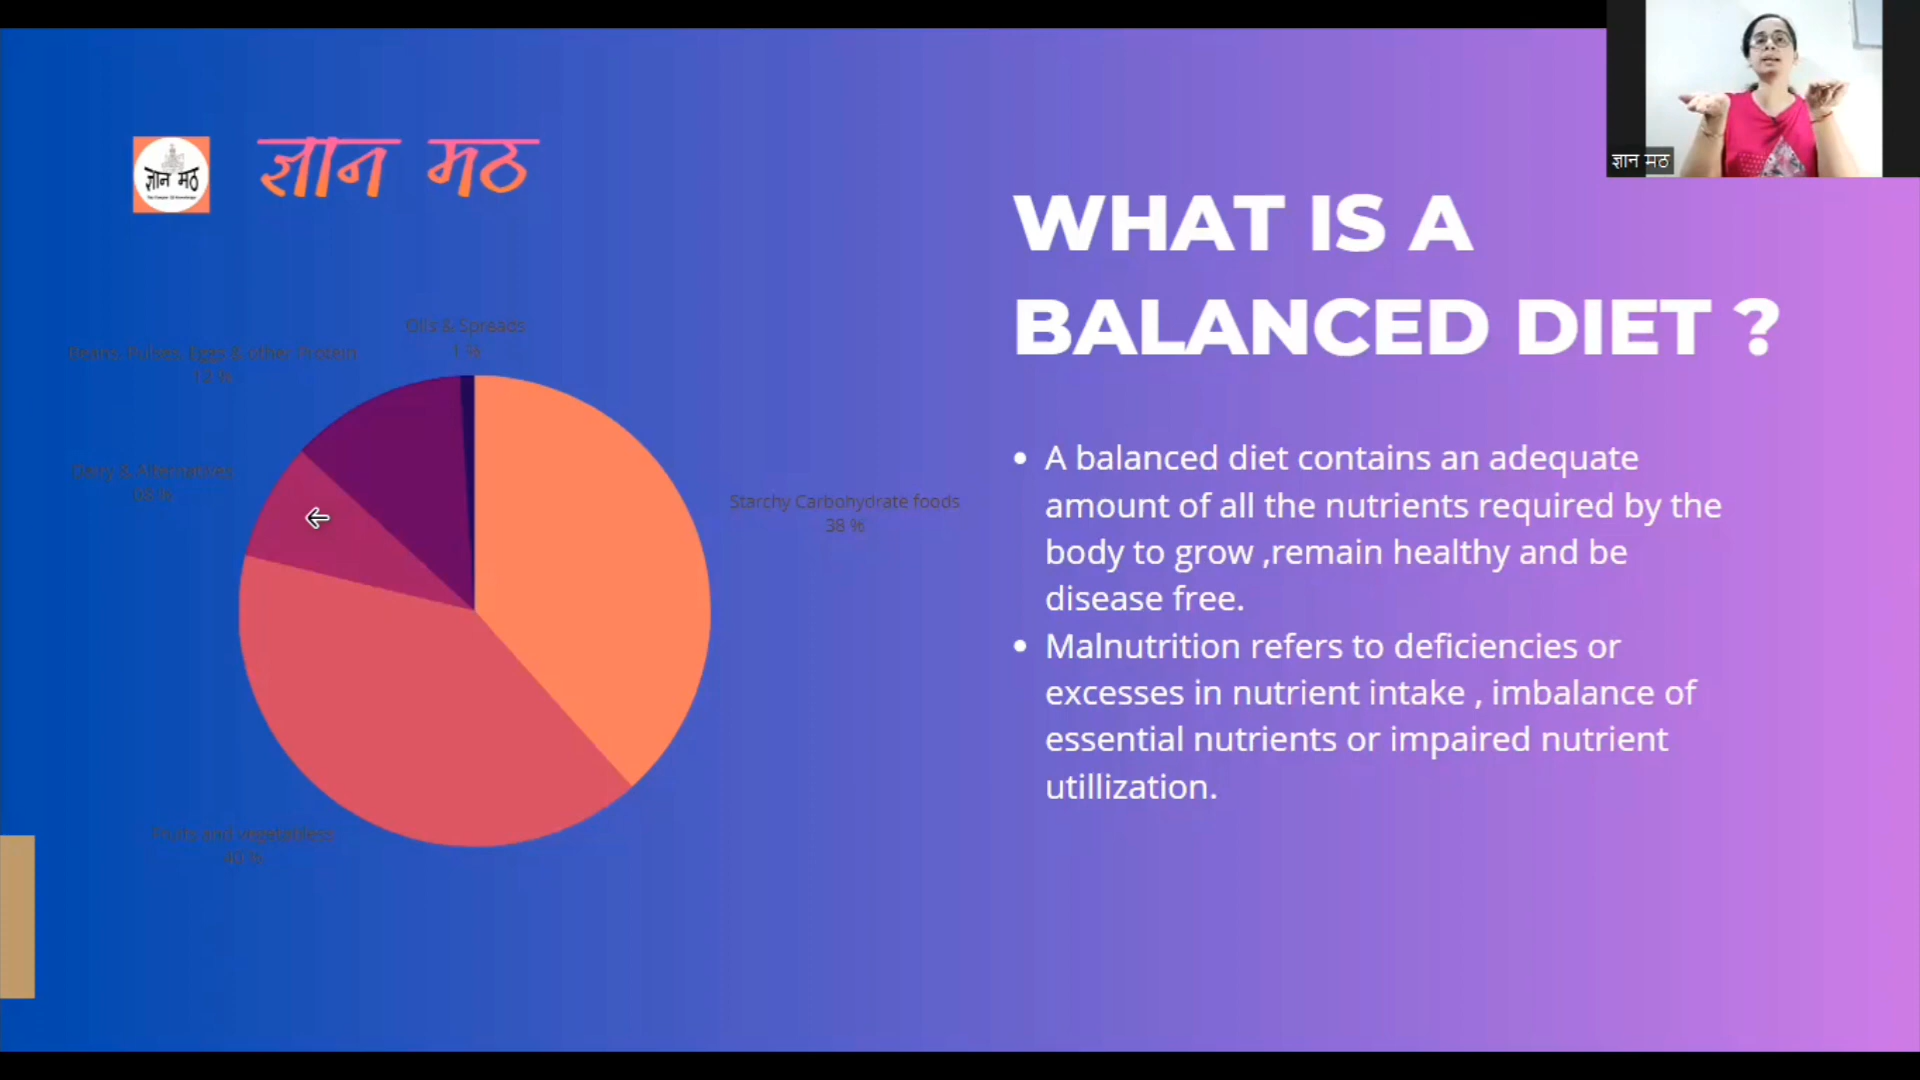 ज्ञान मठ
ज्ञान मठ
ज्ञान मठ
WHAT IS A
BALANCED DIET ?
Oils & Spreads
1 %
Beans, Pulses, Eggs & other Protein
12 %
Dairy & Alternatives
08 %
Starchy Carbohydrate foods
38 %
Fruits and vegetabless
40 %
• A balanced diet contains an adequate
amount of all the nutrients required by the
body to grow ,remain healthy and be
disease free.
• Malnutrition refers to deficiencies or
excesses in nutrient intake , imbalance of
essential nutrients or impaired nutrient
utillization.